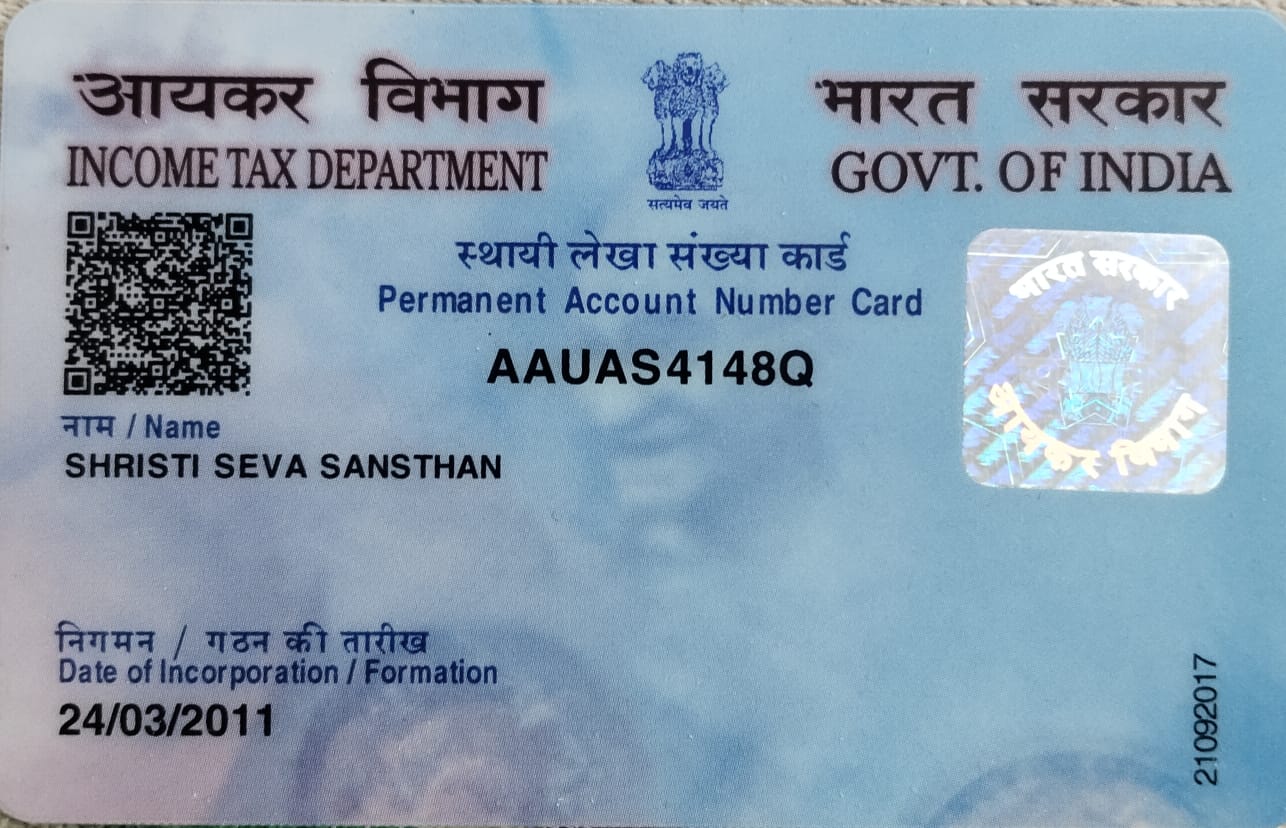 आयकर विभाग
INCOME TAX DEPARTMENT
सत्यमेव जयते
भारत सरकार
GOVT. OF INDIA
स्थायी लेखा संख्या कार्ड
Permanent Account Number Card
AAUAS4148Q
भारत सरकार
आयकर विभाग
नाम / Name
SHRISTI SEVA SANSTHAN
निगमन / गठन की तारीख
Date of Incorporation / Formation
24/03/2011
21092017